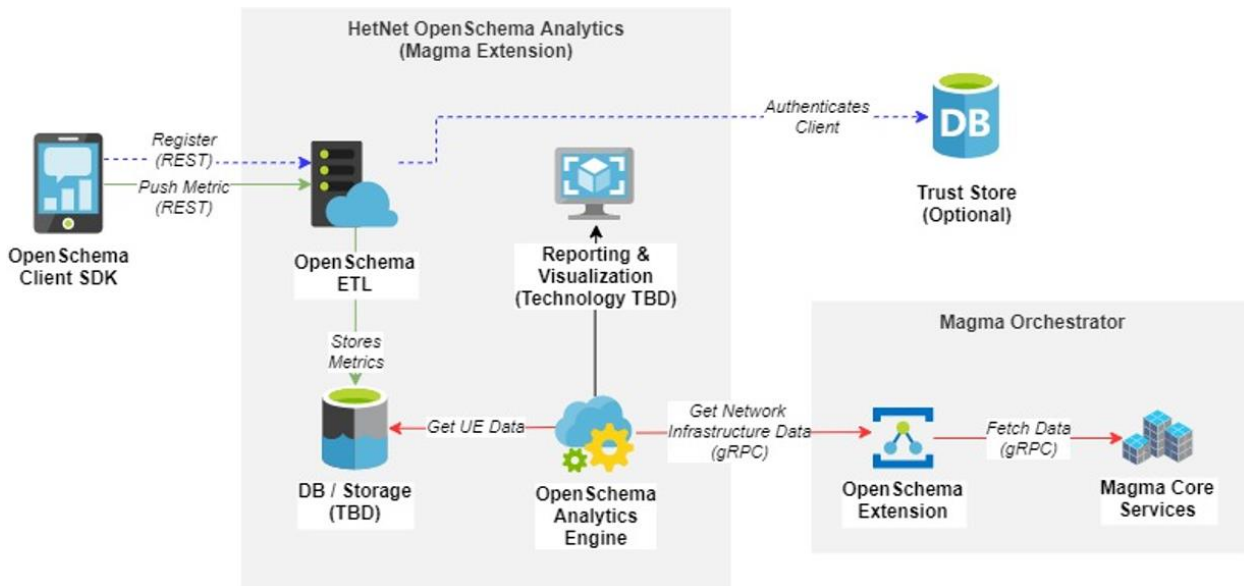 HetNet OpenSchema Analytics
(Magma Extension)
Register
(REST)
Push Metric
(REST)
OpenSchema
Client SDK
OpenSchema
ETL
Authenticates
Client
DB
Trust Store
(Optional)
Reporting &
Visualization
(Technology TBD)
Stores
Metrics
DB / Storage
(TBD)
Get UE Data
OpenSchema
Analytics
Engine
Get Network
Infrastructure Data
(gRPC)
Magma Orchestrator
OpenSchema
Extension
Fetch Data
(gRPC)
Magma Core
Services